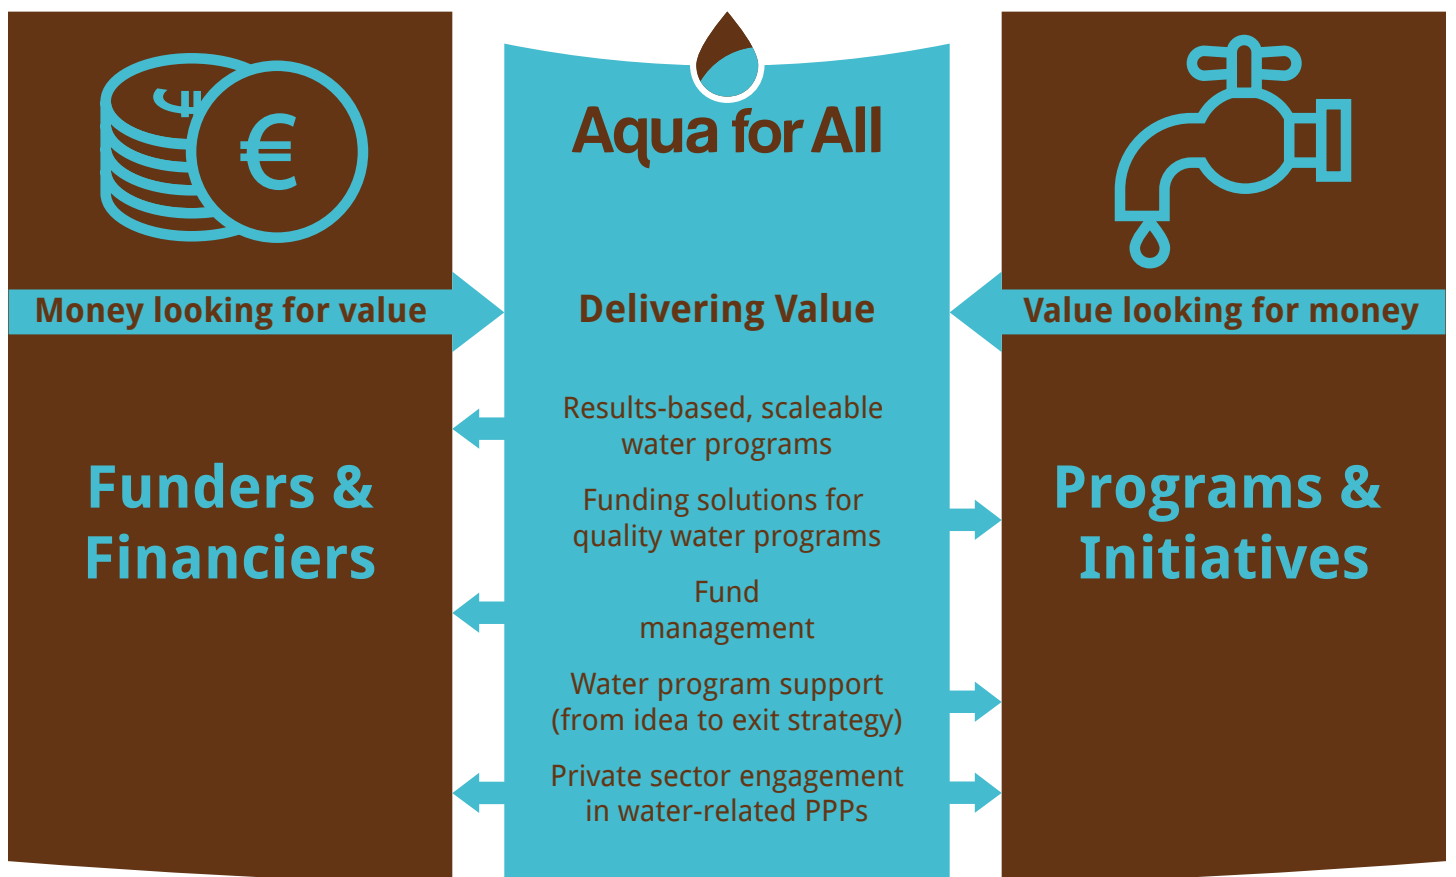 €
Aqua for All
Money looking for value
Delivering Value
Value looking for money
Funders &
Financiers
Results-based, scaleable
water programs
Funding solutions for
quality water programs
Fund
management
Water program support
(from idea to exit strategy)
Private sector engagement
in water-related PPPs
Programs &
Initiatives